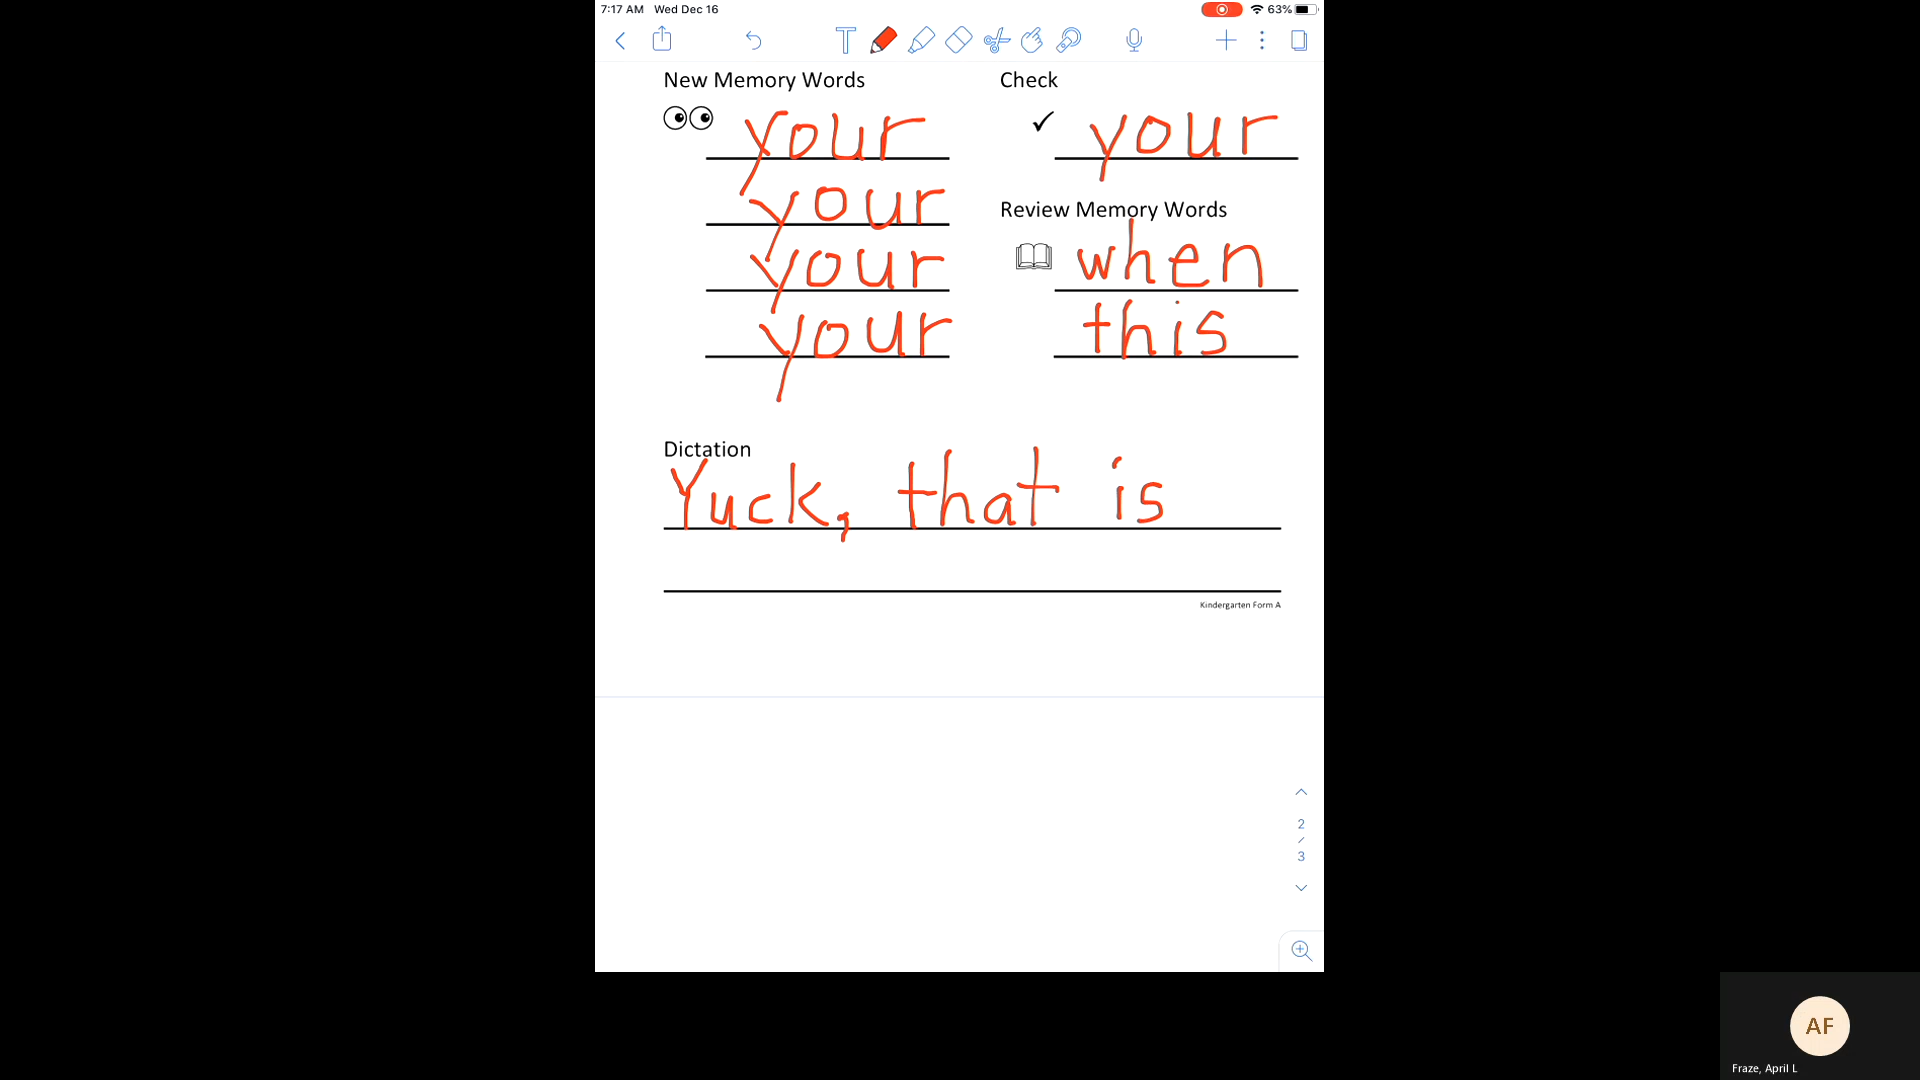 7:17 AM Wed Dec 16
63%
New Memory Words
your
your
your
your
Check
your
Review Memory Words
when
this
Dictation
Yuck, that is
Kindergarten Form A
2
/
3
AF
Fraze, April L